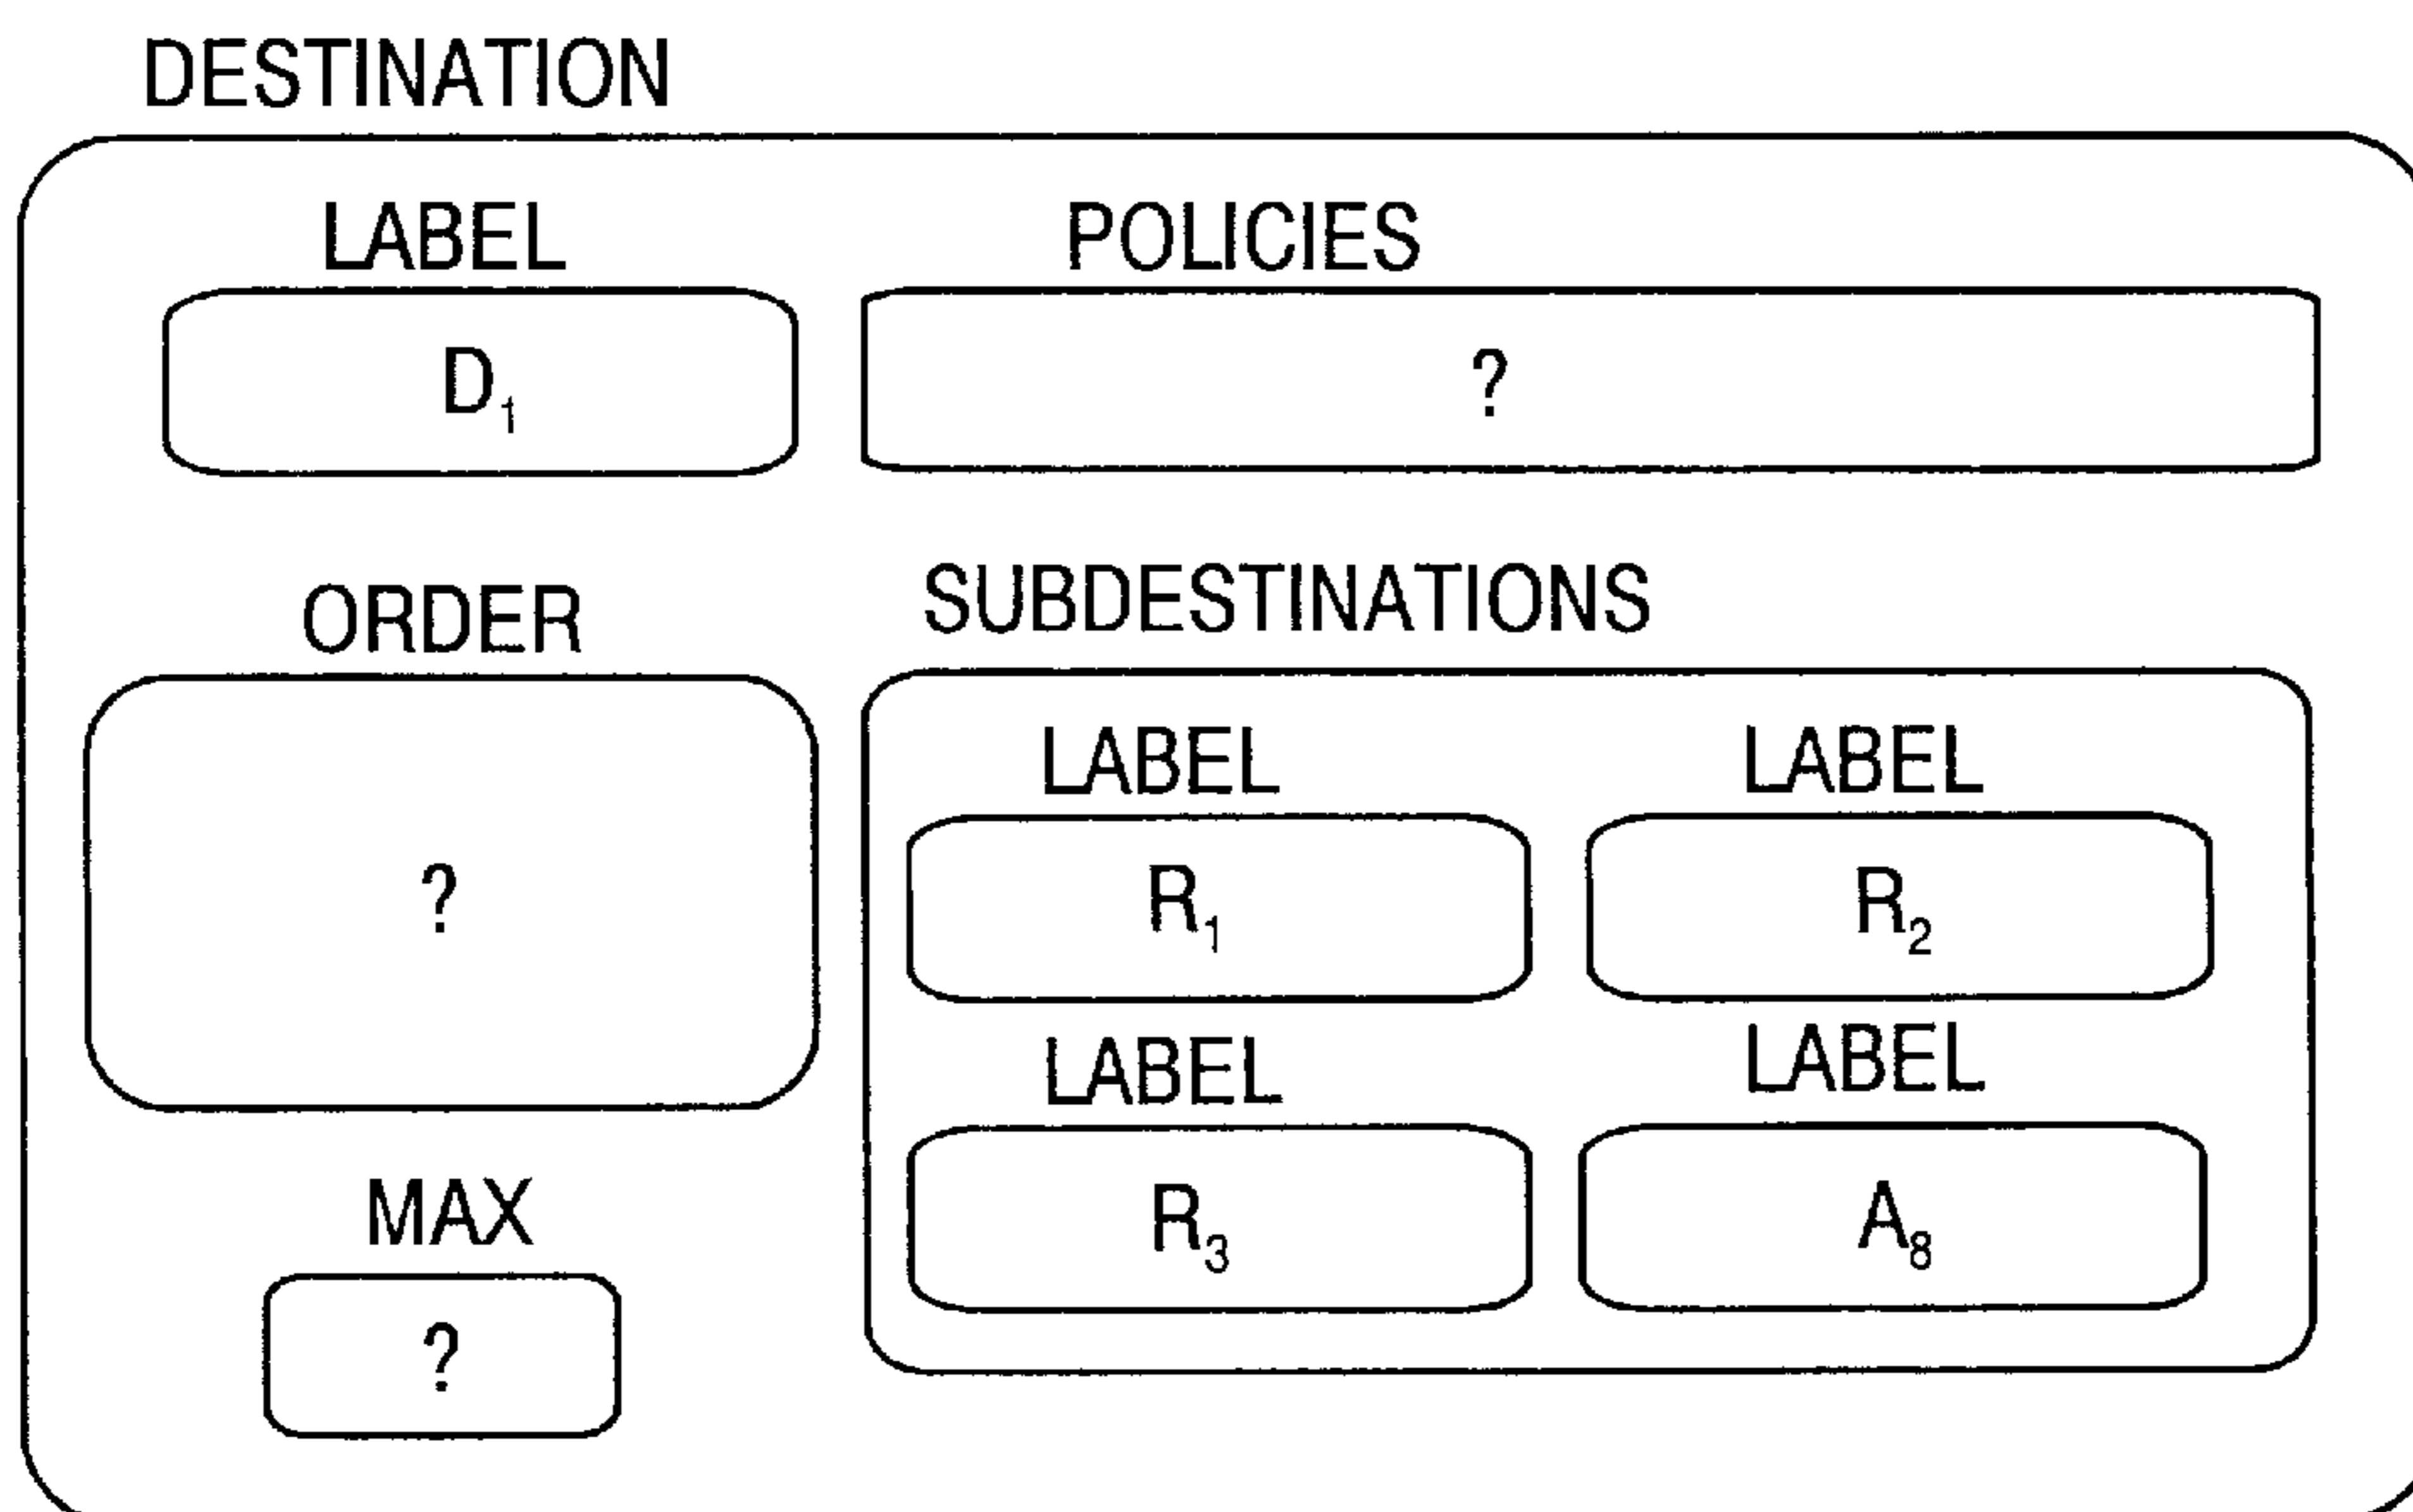 DESTINATION
LABEL POLICIES
D₁ ?
ORDER SUBDESTINATIONS
LABEL LABEL
? R₁ R₂
LABEL LABEL
MAX R₃ A₈
?